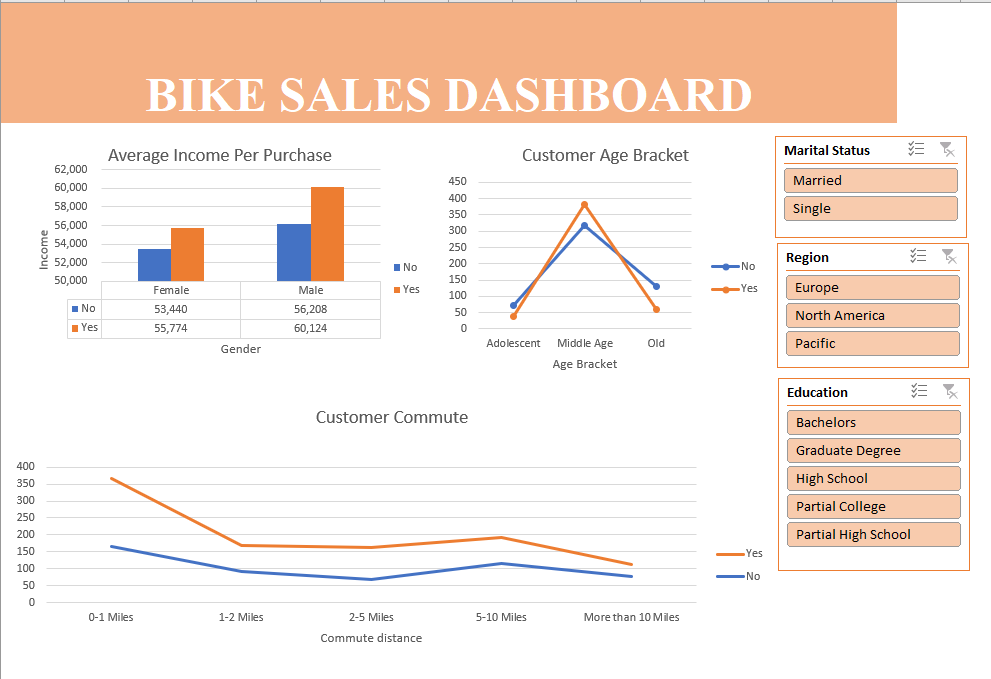 BIKE SALES DASHBOARD
Average Income Per Purchase
62,000
60,000
58,000
56,000
54,000
52,000
50,000
Income
Female Male
No 53,440 56,208
Yes 55,774 60,124
Gender
No
Yes
Customer Age Bracket
450
400
350
300
250
200
150
100
50
0
Adolescent Middle Age Old
Age Bracket
No
Yes
Marital Status
Married
Single
Region
Europe
North America
Pacific
Education
Bachelors
Graduate Degree
High School
Partial College
Partial High School
Customer Commute
400
350
300
250
200
150
100
50
0
0-1 Miles 1-2 Miles 2-5 Miles 5-10 Miles More than 10 Miles
Commute distance
Yes
No